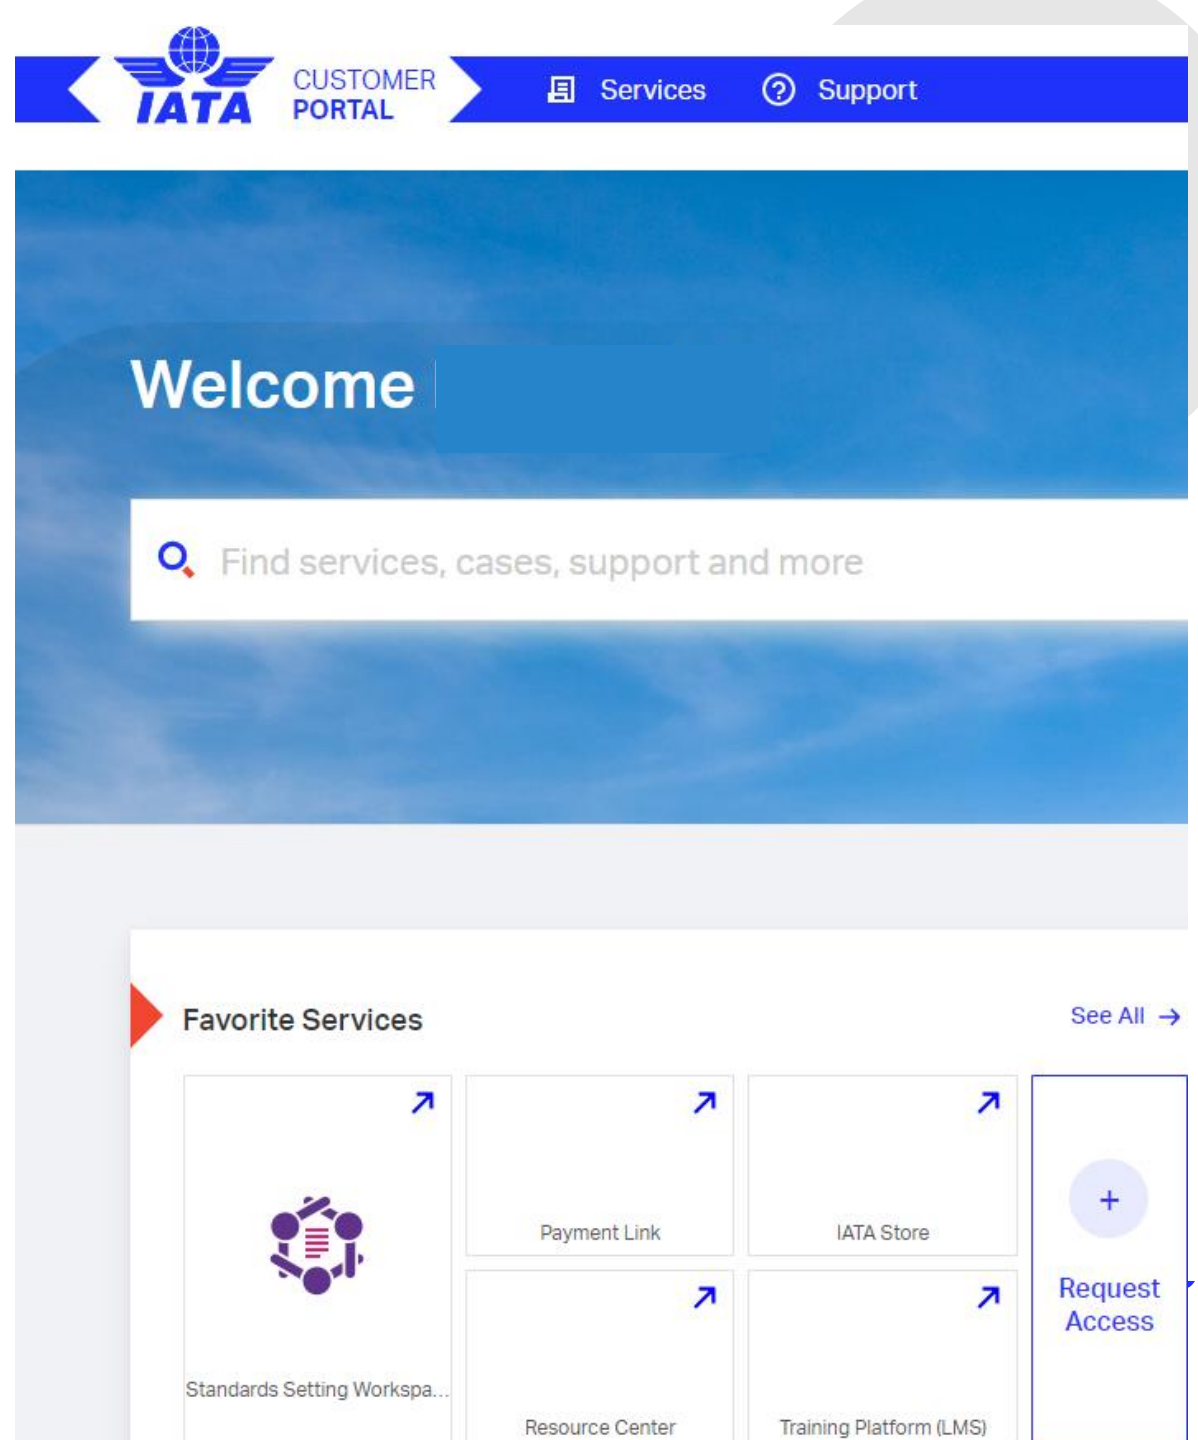 IATA
CUSTOMER
PORTAL
Services
Support
Welcome
Find services, cases, support and more
Favorite Services
See All →
Payment Link
IATA Store
+
Request
Access
Standards Setting Workspa...
Resource Center
Training Platform (LMS)